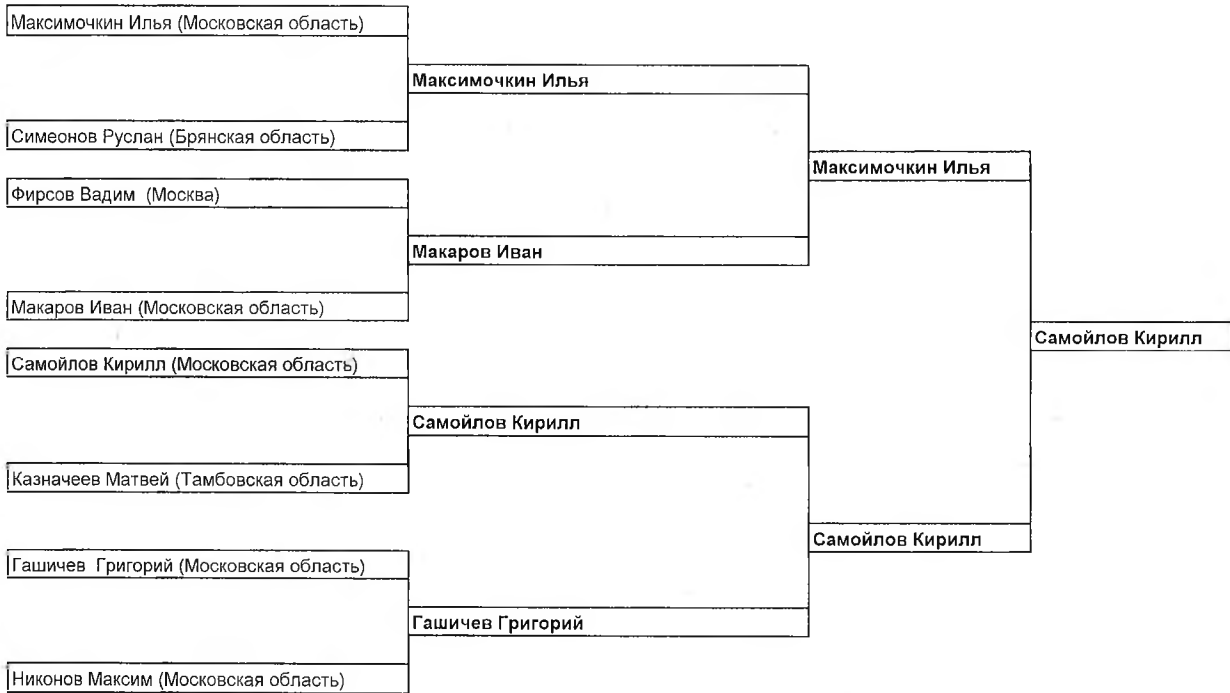 Максимочкин Илья (Московская область)
Максимочкин Илья
Симеонов Руслан (Брянская область)
Максимочкин Илья
Фирсов Вадим (Москва)
Макаров Иван
Макаров Иван (Московская область)
Самойлов Кирилл
Самойлов Кирилл (Московская область)
Самойлов Кирилл
Казначеев Матвей (Тамбовская область)
Самойлов Кирилл
Гашичев Григорий (Московская область)
Гашичев Григорий
Никонов Максим (Московская область)